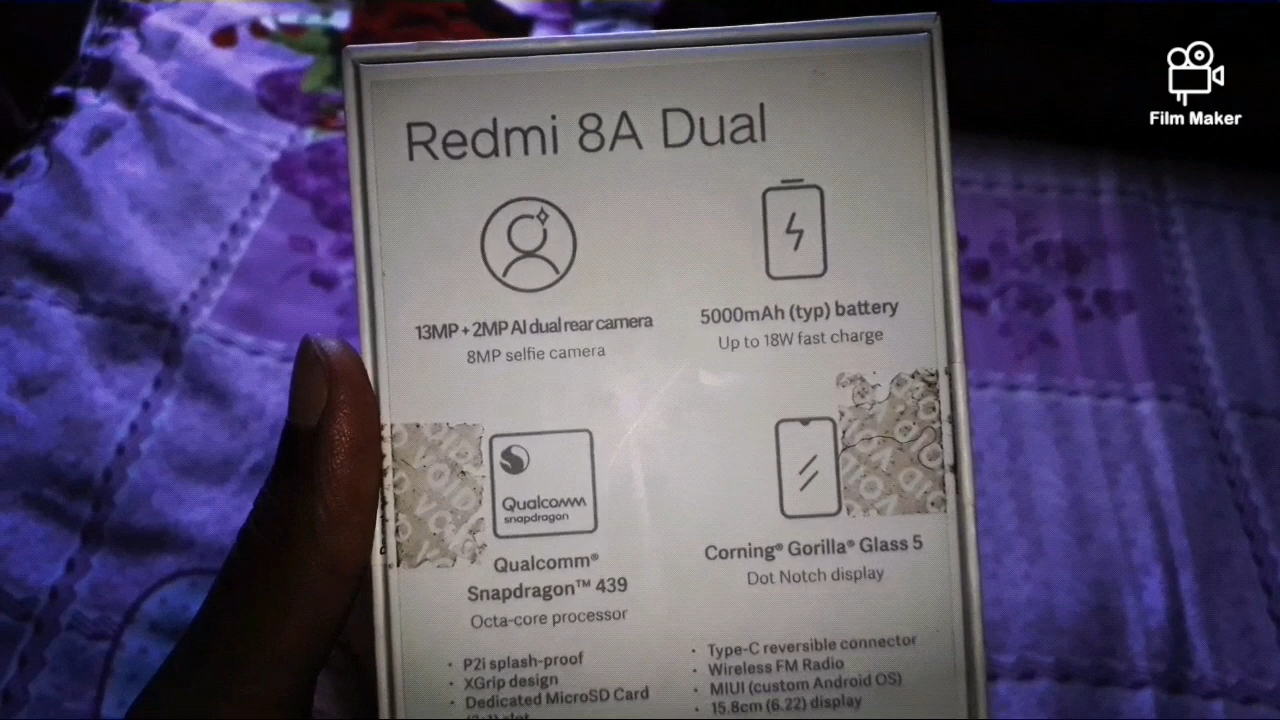 Redmi 8A Dual
13MP + 2MP AI dual rear camera
8MP selfie camera
5000mAh (typ) battery
Up to 18W fast charge
Qualcomm
snapdragon
Qualcomm®
Snapdragon™ 439
Octa-core processor
Corning® Gorilla® Glass 5
Dot Notch display
· P2i splash-proof
· XGrip design
· Dedicated MicroSD Card
· Type-C reversible connector
· Wireless FM Radio
· MIUI (custom Android OS)
· 15.8cm (6.22) display
VOID
VOID
Film Maker